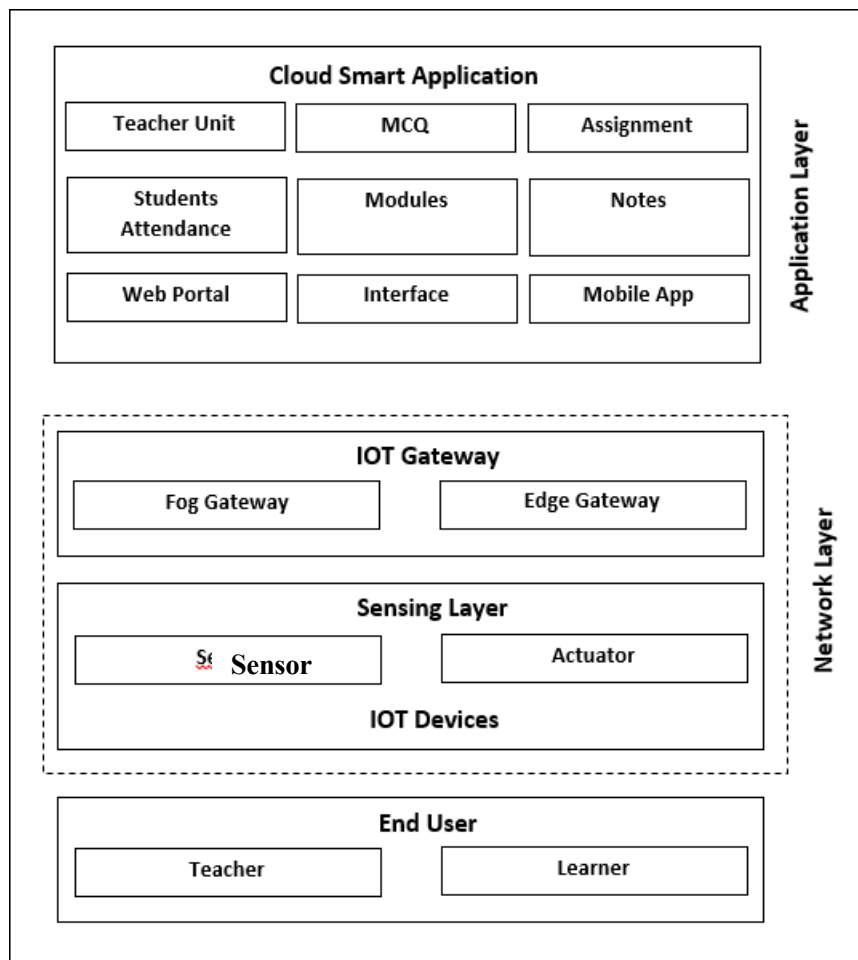 Cloud Smart Application
Teacher Unit
MCQ
Assignment
Students
Attendance
Modules
Notes
Web Portal
Interface
Mobile App
Application Layer
IOT Gateway
Fog Gateway
Edge Gateway
Sensing Layer
Se Sensor
Actuator
IOT Devices
Network Layer
End User
Teacher
Learner